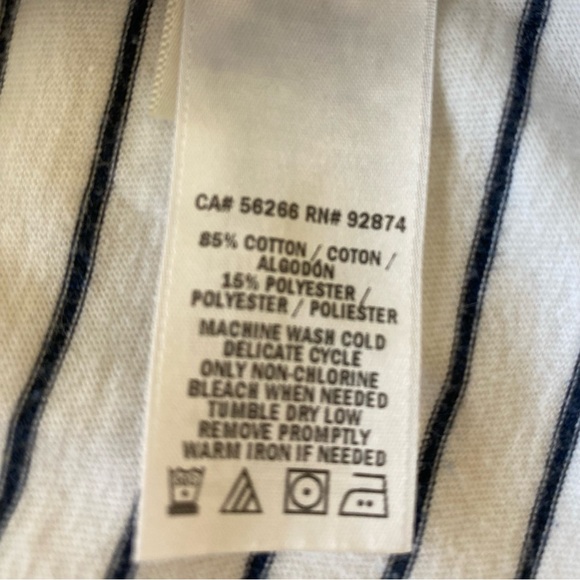 CA# 56266 RN# 92874
85% COTTON / COTON /
ALGODÓN
15% POLYESTER /
POLYESTER / POLIESTER
MACHINE WASH COLD
DELICATE CYCLE
ONLY NON-CHLORINE
BLEACH WHEN NEEDED
TUMBLE DRY LOW
REMOVE PROMPTLY
WARM IRON IF NEEDED